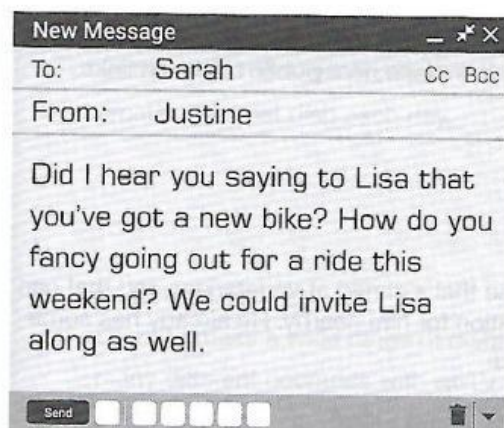 New Message
To: Sarah Cc Bcc
From: Justine
Did I hear you saying to Lisa that
you've got a new bike? How do you
fancy going out for a ride this
weekend? We could invite Lisa
along as well.
Send